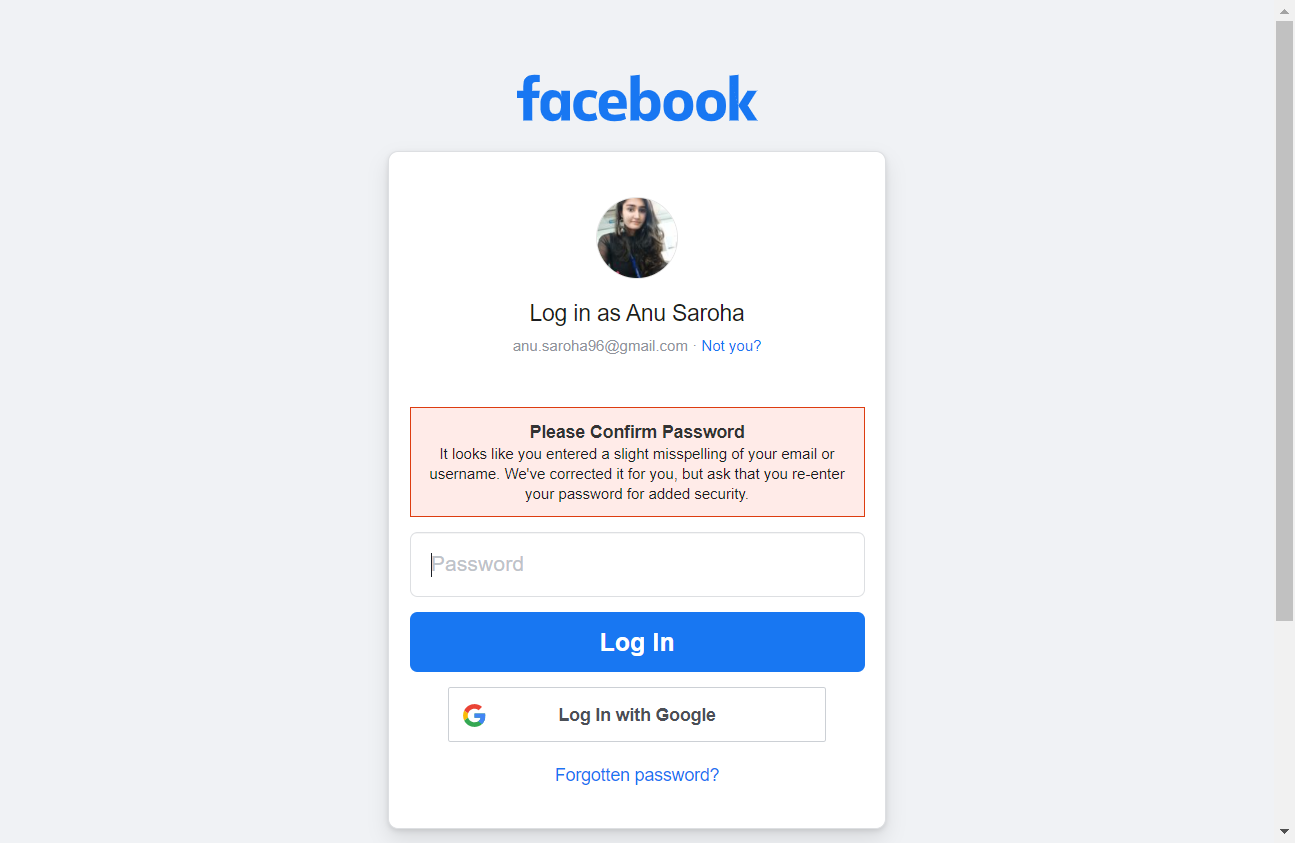 facebook
Log in as Anu Saroha
anu.saroha96@gmail.com · Not you?
Please Confirm Password
It looks like you entered a slight misspelling of your email or
username. We've corrected it for you, but ask that you re-enter
your password for added security.
Password
Log In
Log In with Google
Forgotten password?